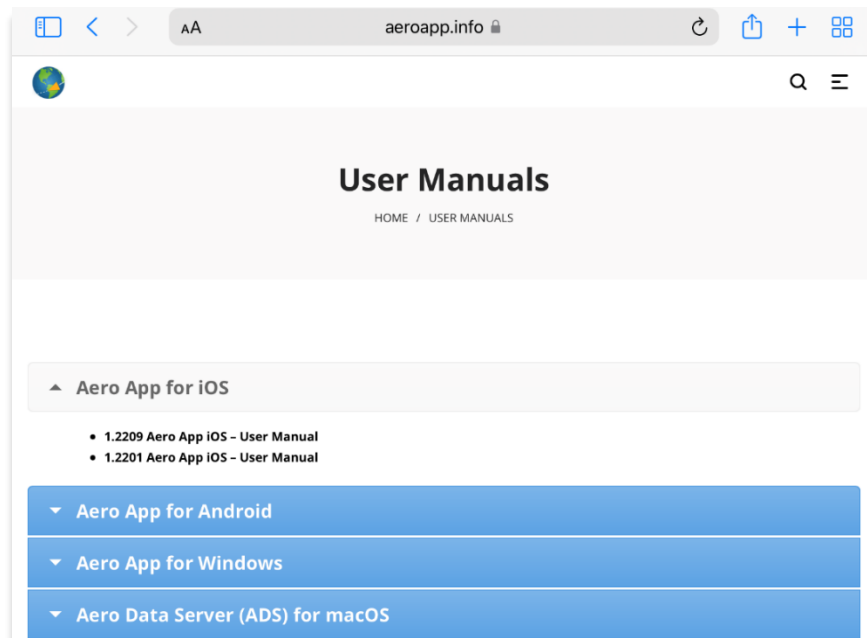 AA
aeroapp.info
User Manuals
HOME / USER MANUALS
Aero App for iOS
• 1.2209 Aero App iOS – User Manual
• 1.2201 Aero App iOS – User Manual
Aero App for Android
Aero App for Windows
Aero Data Server (ADS) for macOS